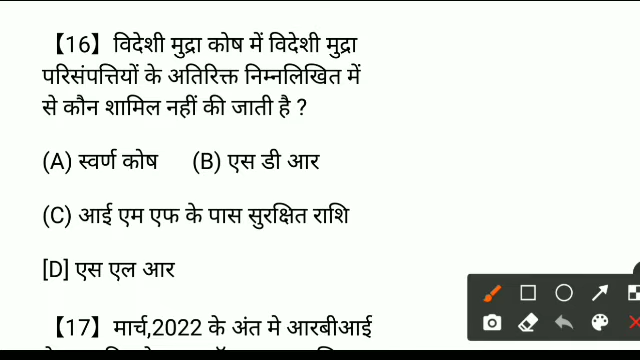 【16】 विदेशी मुद्रा कोष में विदेशी मुद्रा
परिसंपत्तियों के अतिरिक्त निम्नलिखित में
से कौन शामिल नहीं की जाती है ?
(A) स्वर्ण कोष (B) एस डी आर
(C) आई एम एफ के पास सुरक्षित राशि
[D] एस एल आर
【17】 मार्च,2022 के अंत मे आरबीआई